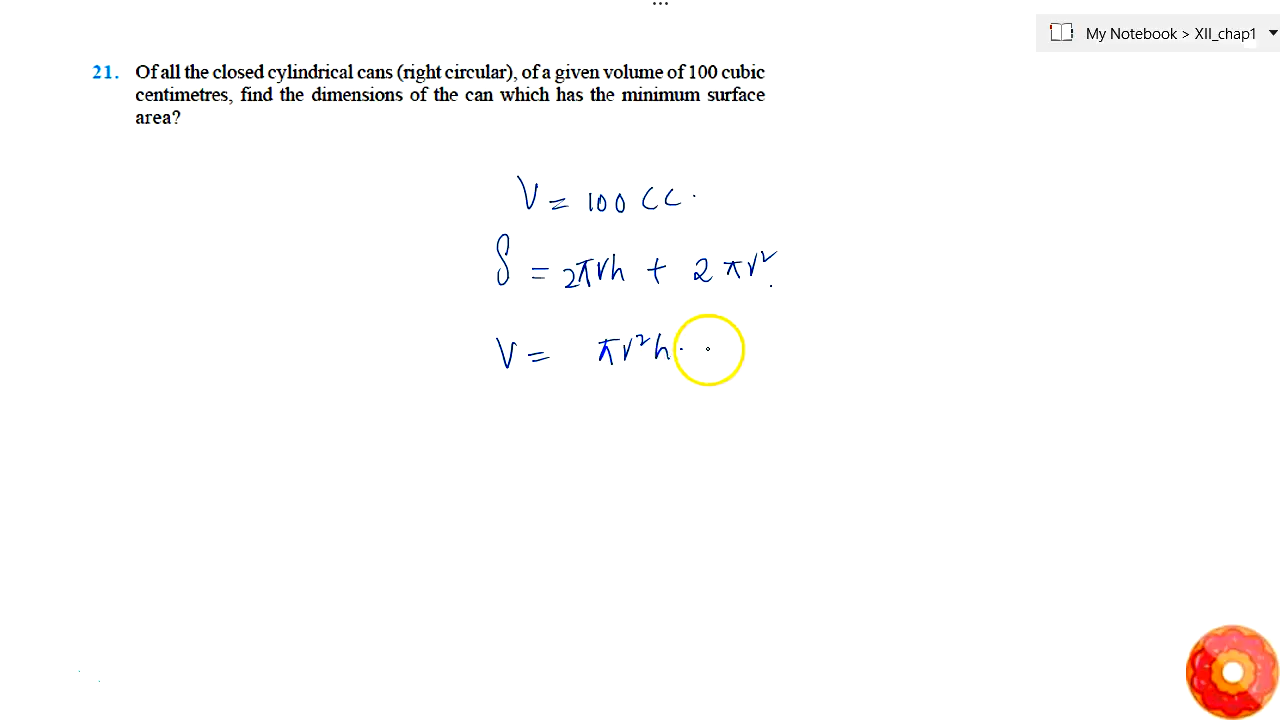 ...
My Notebook > XII_chap1
21. Of all the closed cylindrical cans (right circular), of a given volume of 100 cubic
centimetres, find the dimensions of the can which has the minimum surface
area?
V = 100 CC.
S = 2πrh + 2πr².
V = πr²h.